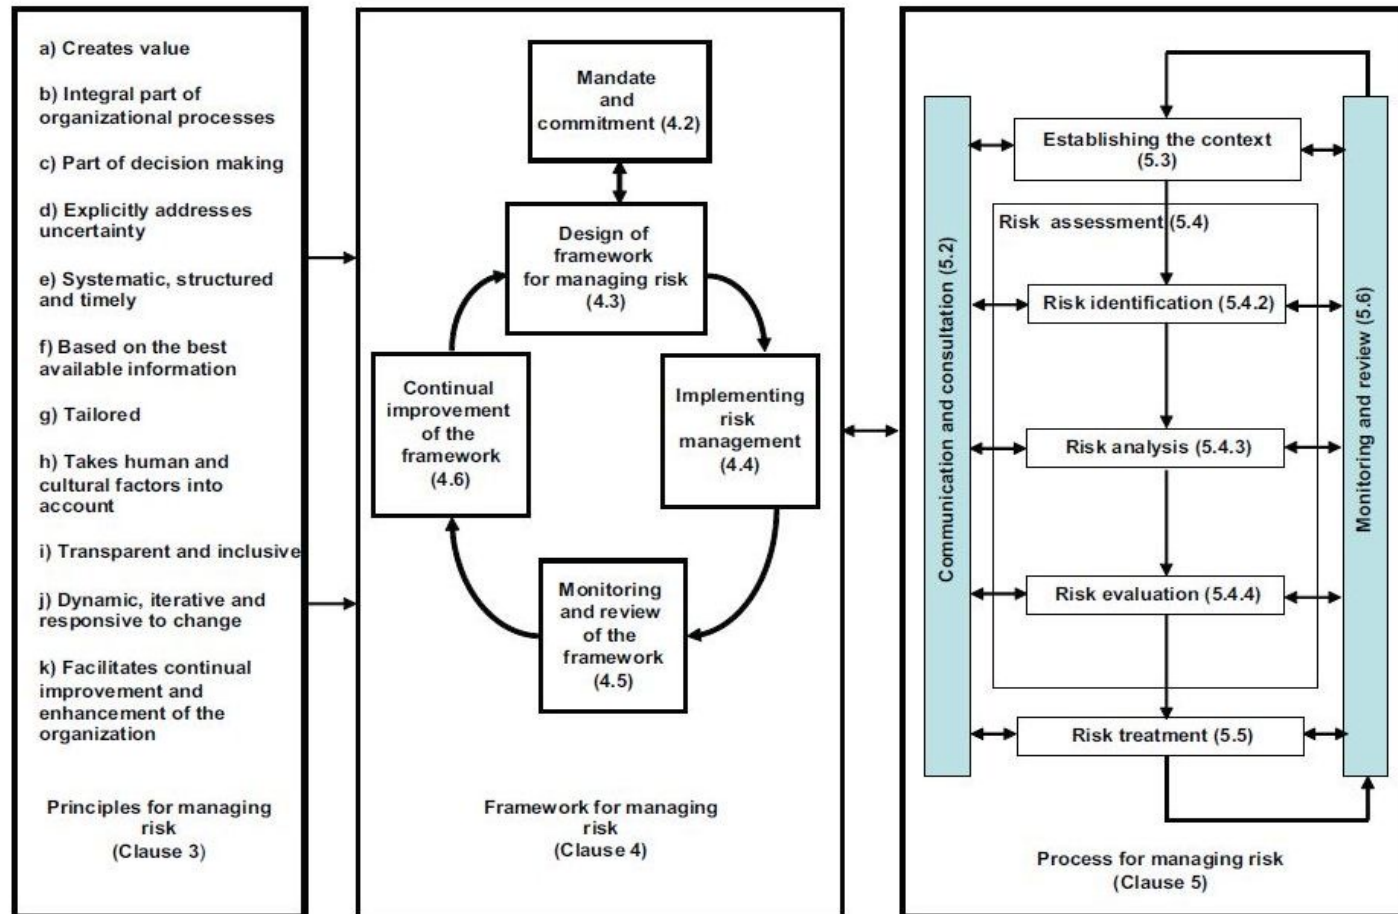 a) Creates value
b) Integral part of
organizational processes
c) Part of decision making
d) Explicitly addresses
uncertainty
e) Systematic, structured
and timely
f) Based on the best
available information
g) Tailored
h) Takes human and
cultural factors into
account
i) Transparent and inclusive
j) Dynamic, iterative and
responsive to change
k) Facilitates continual
improvement and
enhancement of the
organization
Principles for managing
risk
(Clause 3)
Mandate
and
commitment (4.2)
Design of
framework
for managing risk
(4.3)
Implementing
risk
management
(4.4)
Monitoring
and review
of the
framework
(4.5)
Continual
improvement
of the
framework
(4.6)
Framework for managing
risk
(Clause 4)
Communication and consultation (5.2)
Establishing the context
(5.3)
Risk assessment (5.4)
Risk identification (5.4.2)
Risk analysis (5.4.3)
Risk evaluation (5.4.4)
Risk treatment (5.5)
Monitoring and review (5.6)
Process for managing risk
(Clause 5)